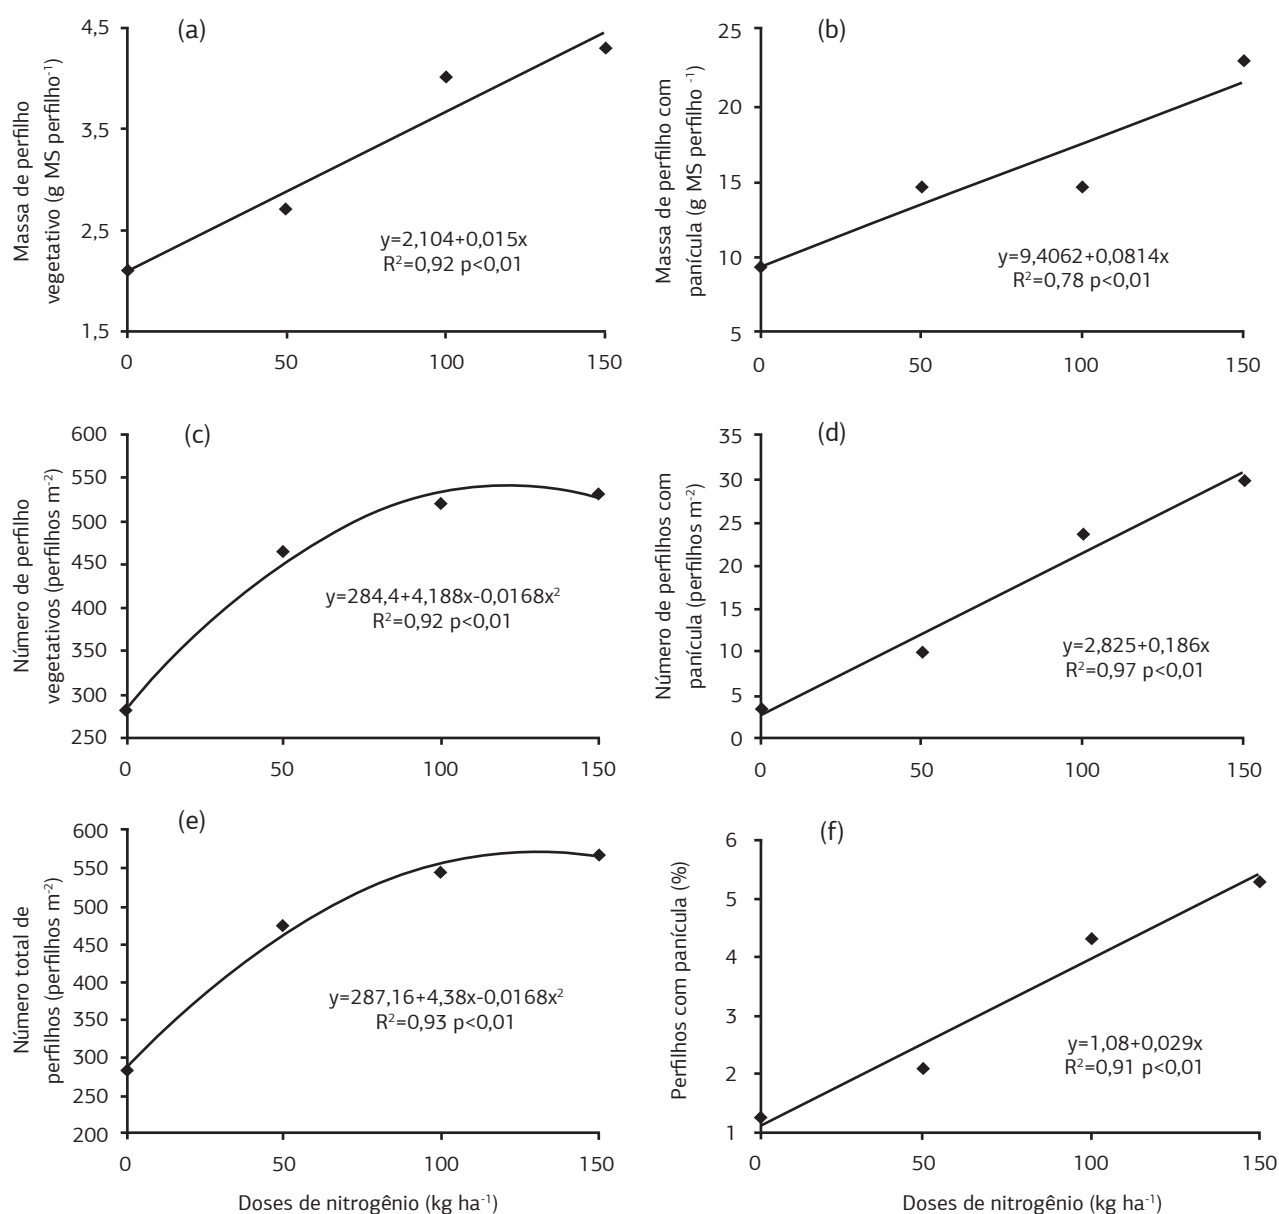 (a)
Massa de perfilho
vegetativo (g MS perfilho⁻¹)
4,5
3,5
2,5
1,5
y=2,104+0,015x
R²=0,92 p<0,01
0 50 100 150
(b)
Massa de perfilho com
panícula (g MS perfilho ⁻¹)
25
20
15
10
5
y=9,4062+0,0814x
R²=0,78 p<0,01
0 50 100 150
(c)
Número de perfilho
vegetativos (perfilhos m⁻²)
600
550
500
450
400
350
300
250
y=284,4+4,188x-0,0168x²
R²=0,92 p<0,01
0 50 100 150
(d)
Número de perfilhos com
panícula (perfilhos m⁻²)
35
30
25
20
15
10
5
0
y=2,825+0,186x
R²=0,97 p<0,01
0 50 100 150
(e)
Número total de
perfilhos (perfilhos m⁻²)
600
550
500
450
400
350
300
250
200
y=287,16+4,38x-0,0168x²
R²=0,93 p<0,01
0 50 100 150
Doses de nitrogênio (kg ha⁻¹)
(f)
Perfilhos com panícula (%)
6
5
4
3
2
1
y=1,08+0,029x
R²=0,91 p<0,01
0 50 100 150
Doses de nitrogênio (kg ha⁻¹)